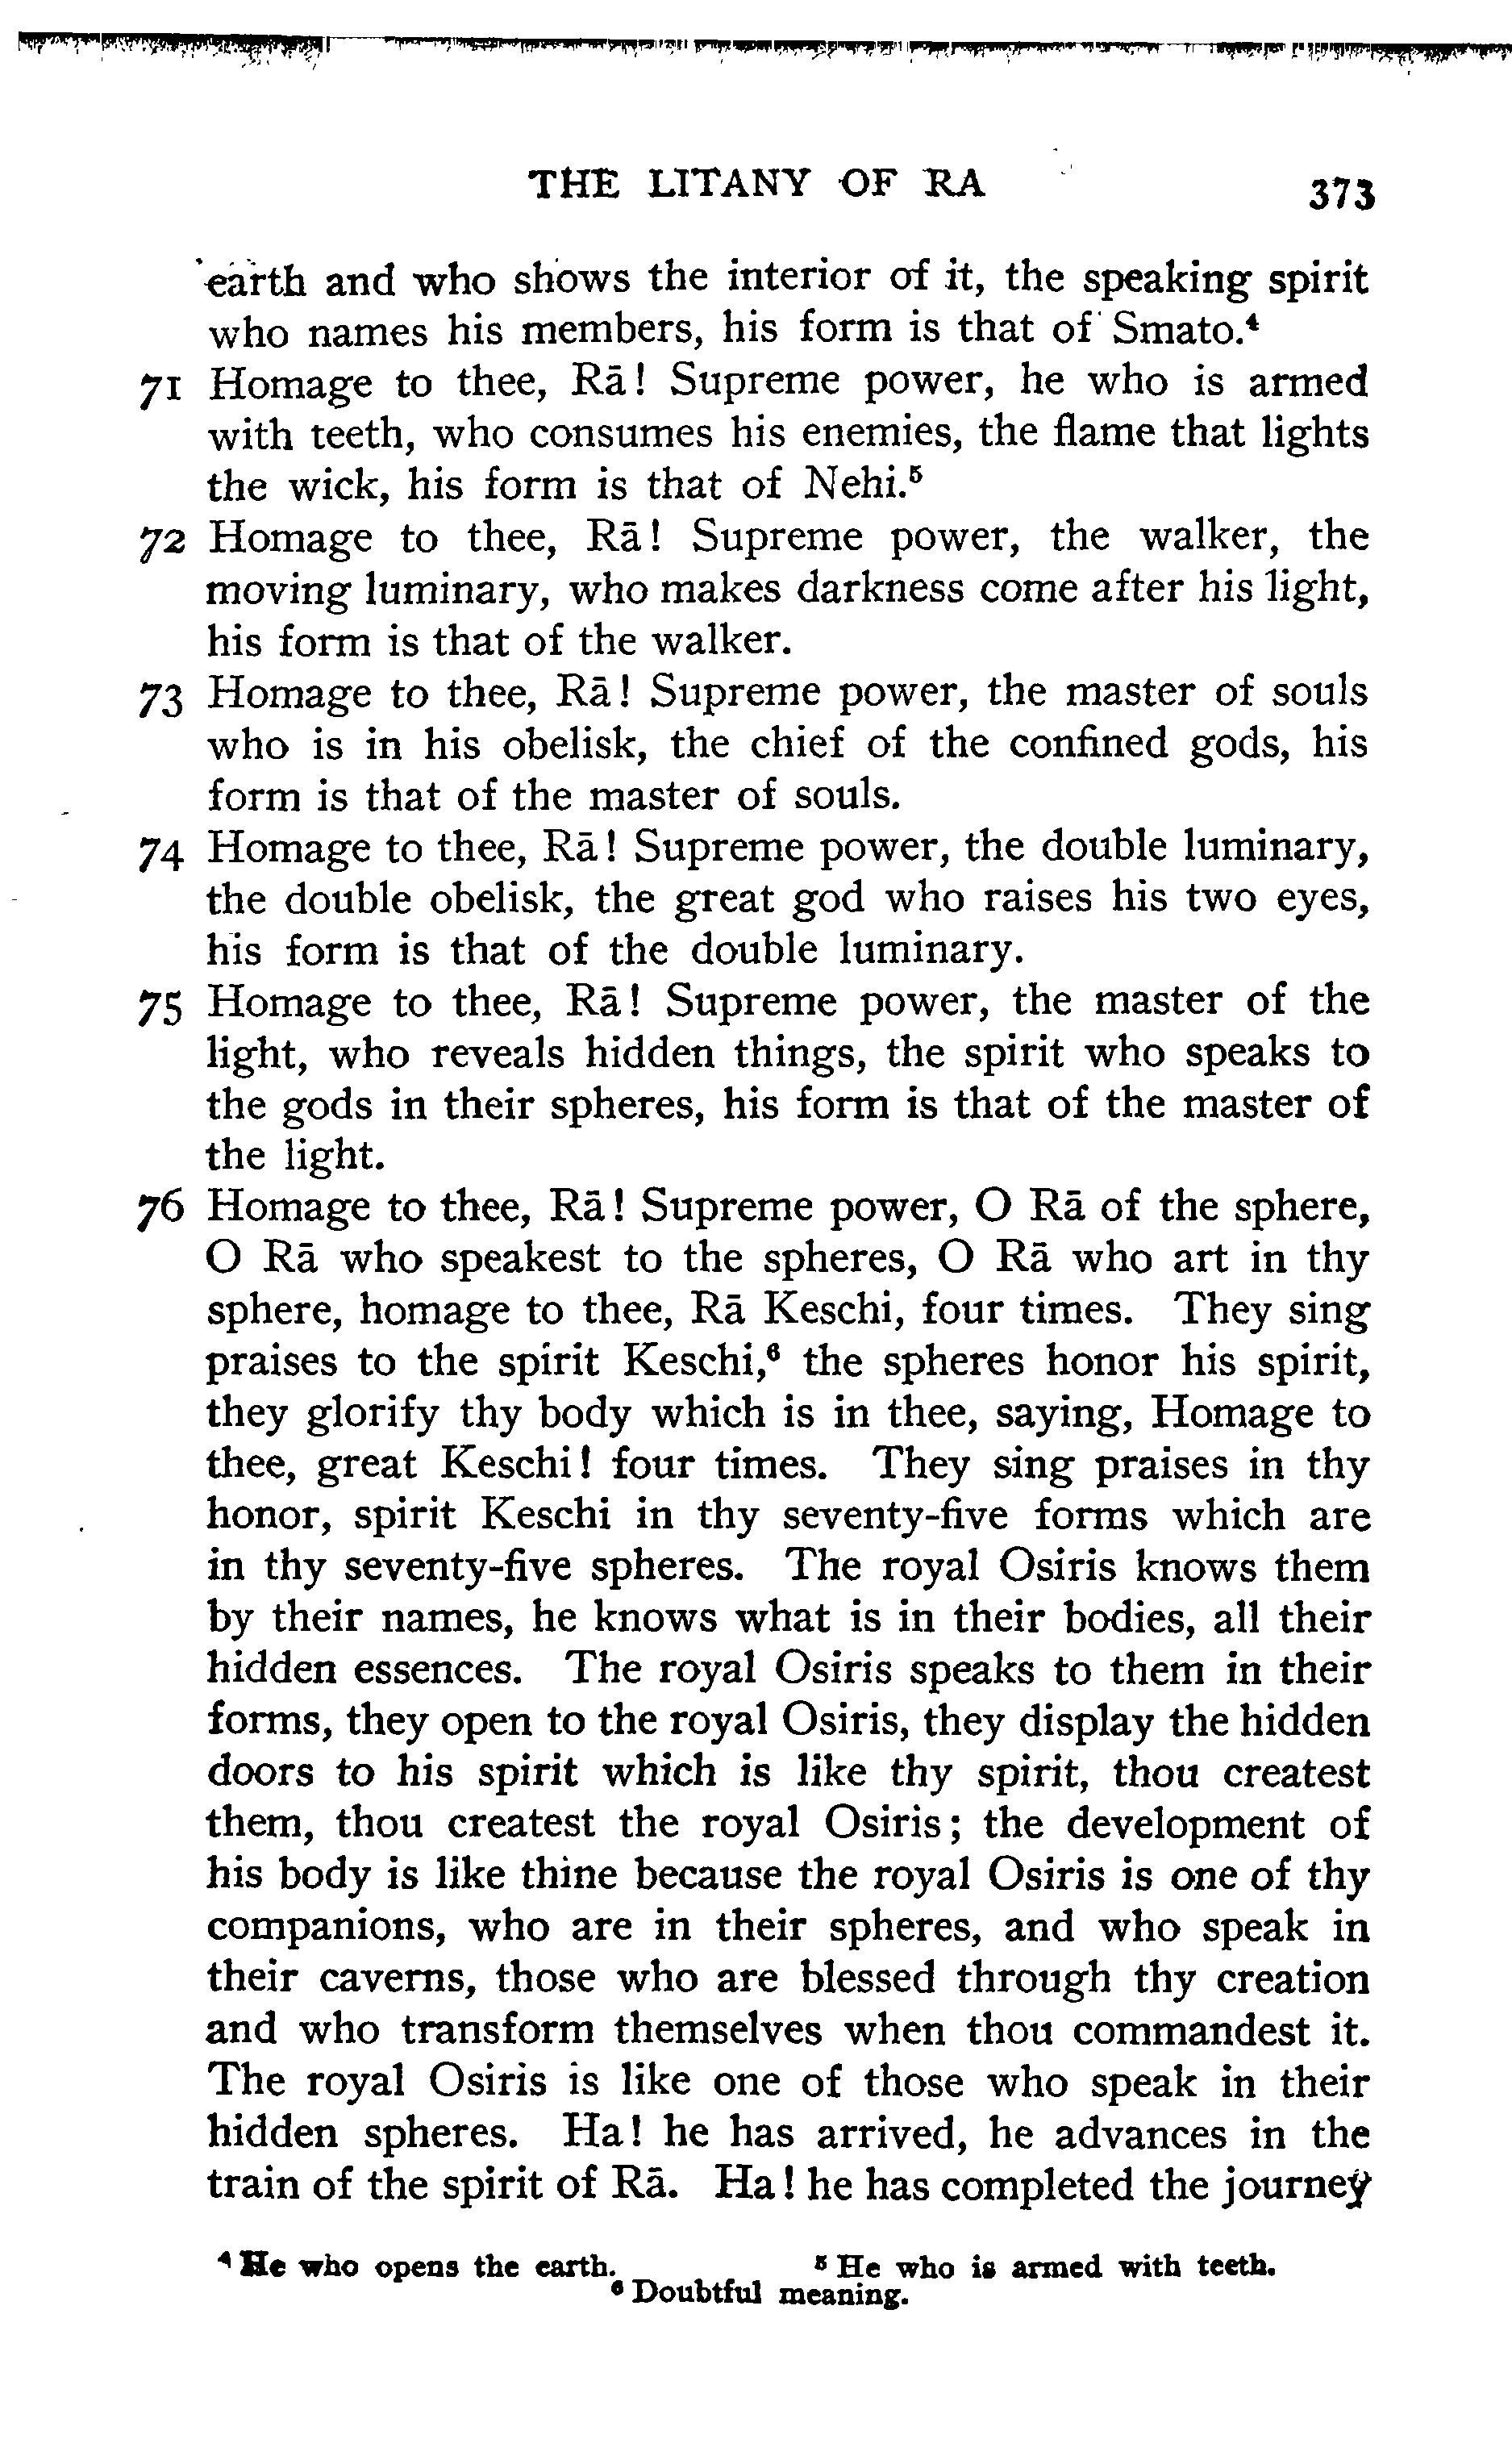 THE LITANY OF RA 373
earth and who shows the interior of it, the speaking spirit
who names his members, his form is that of Smato.⁴
71 Homage to thee, Rā! Supreme power, he who is armed
with teeth, who consumes his enemies, the flame that lights
the wick, his form is that of Nehi.⁵
72 Homage to thee, Rā! Supreme power, the walker, the
moving luminary, who makes darkness come after his light,
his form is that of the walker.
73 Homage to thee, Rā! Supreme power, the master of souls
who is in his obelisk, the chief of the confined gods, his
form is that of the master of souls.
74 Homage to thee, Rā! Supreme power, the double luminary,
the double obelisk, the great god who raises his two eyes,
his form is that of the double luminary.
75 Homage to thee, Rā! Supreme power, the master of the
light, who reveals hidden things, the spirit who speaks to
the gods in their spheres, his form is that of the master of
the light.
76 Homage to thee, Rā! Supreme power, O Rā of the sphere,
O Rā who speakest to the spheres, O Rā who art in thy
sphere, homage to thee, Rā Keschi, four times. They sing
praises to the spirit Keschi,⁶ the spheres honor his spirit,
they glorify thy body which is in thee, saying, Homage to
thee, great Keschi! four times. They sing praises in thy
honor, spirit Keschi in thy seventy-five forms which are
in thy seventy-five spheres. The royal Osiris knows them
by their names, he knows what is in their bodies, all their
hidden essences. The royal Osiris speaks to them in their
forms, they open to the royal Osiris, they display the hidden
doors to his spirit which is like thy spirit, thou createst
them, thou createst the royal Osiris; the development of
his body is like thine because the royal Osiris is one of thy
companions, who are in their spheres, and who speak in
their caverns, those who are blessed through thy creation
and who transform themselves when thou commandest it.
The royal Osiris is like one of those who speak in their
hidden spheres. Ha! he has arrived, he advances in the
train of the spirit of Rā. Ha! he has completed the journey
⁴ He who opens the earth. ⁵ He who is armed with teeth.
⁶ Doubtful meaning.